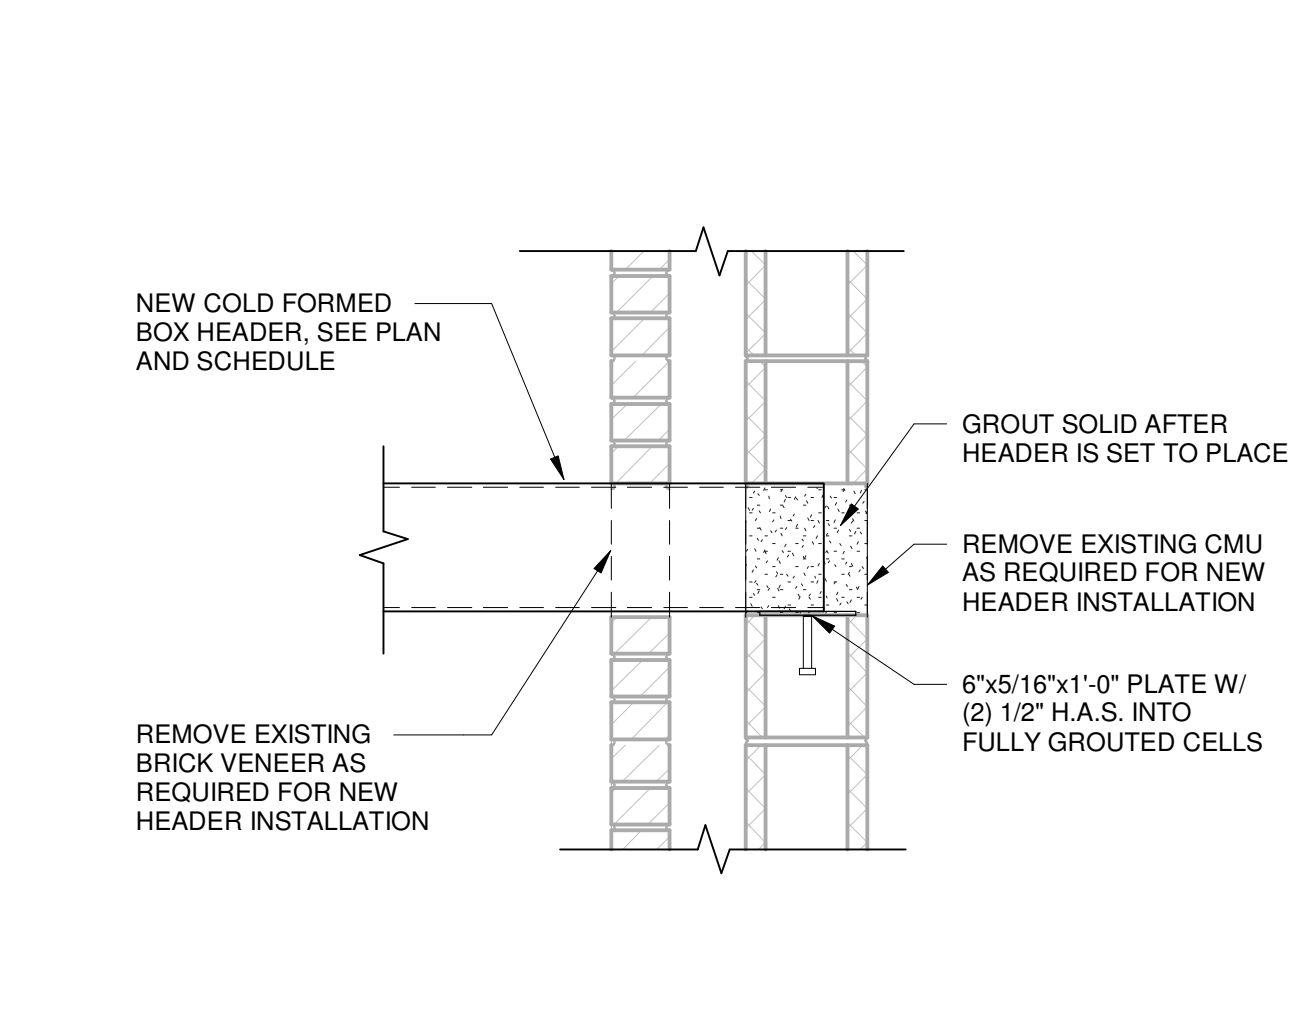 NEW COLD FORMED
BOX HEADER, SEE PLAN
AND SCHEDULE
GROUT SOLID AFTER
HEADER IS SET TO PLACE
REMOVE EXISTING CMU
AS REQUIRED FOR NEW
HEADER INSTALLATION
6"x5/16"x1'-0" PLATE W/
(2) 1/2" H.A.S. INTO
FULLY GROUTED CELLS
REMOVE EXISTING
BRICK VENEER AS
REQUIRED FOR NEW
HEADER INSTALLATION